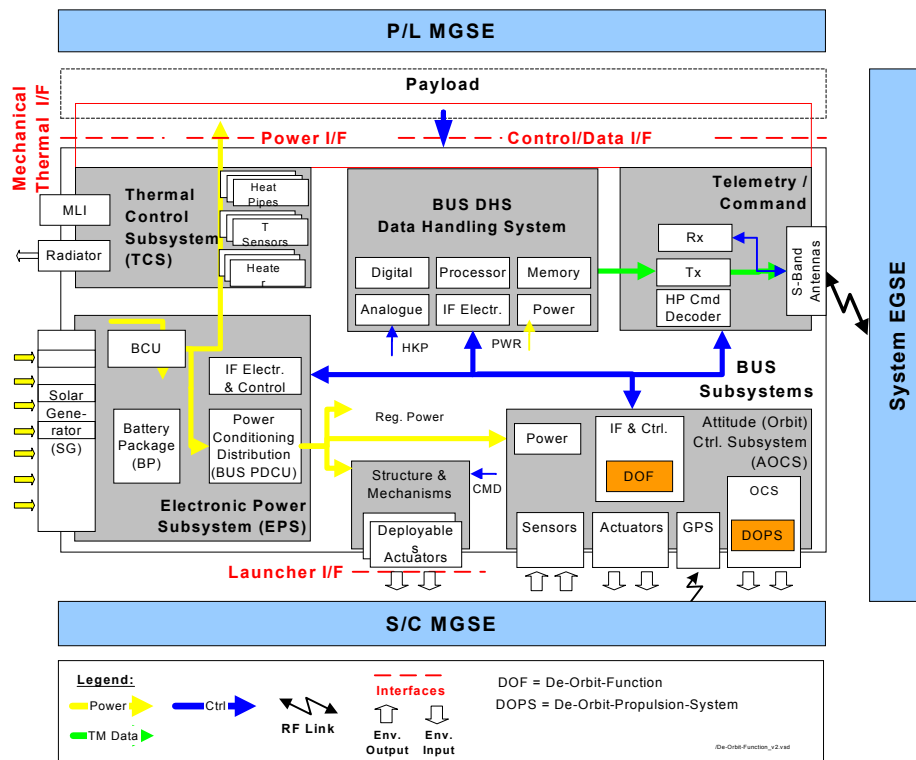 P/L MGSE
Payload
Mechanical
Thermal I/F
Power I/F
Control/Data I/F
MLI
Radiator
Thermal
Control
Subsystem
(TCS)
Heat
Pipes
T
Sensors
Heate
r
BUS DHS
Data Handling System
Digital
Processor
Memory
Analogue
IF Electr.
Power
HKP
PWR
Telemetry /
Command
Rx
Tx
HP Cmd
Decoder
S-Band
Antennas
System EGSE
BUS
Subsystems
Solar
Gene-
rator
(SG)
BCU
IF Electr.
& Control
Battery
Package
(BP)
Power
Conditioning
Distribution
(BUS PDCU)
Electronic Power
Subsystem (EPS)
Reg. Power
Structure &
Mechanisms
CMD
Deployable
s
Actuators
Launcher I/F
Power
IF & Ctrl.
DOF
Attitude (Orbit)
Ctrl. Subsystem
(AOCS)
OCS
DOPS
Sensors
Actuators
GPS
S/C MGSE
Legend:
Power
Ctrl
TM Data
RF Link
Interfaces
Env.
Output
Env.
Input
DOF = De-Orbit-Function
DOPS = De-Orbit-Propulsion-System
/De-Orbit-Function_v2.vsd